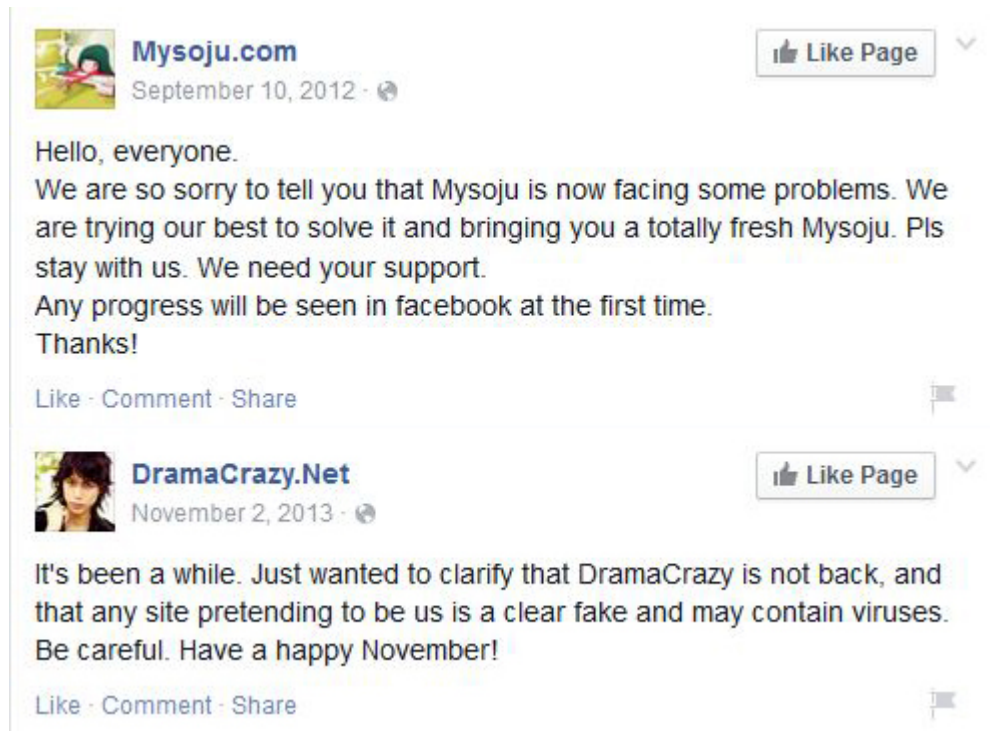 Mysoju.com
Like Page
September 10, 2012 ·
Hello, everyone.
We are so sorry to tell you that Mysoju is now facing some problems. We
are trying our best to solve it and bringing you a totally fresh Mysoju. Pls
stay with us. We need your support.
Any progress will be seen in facebook at the first time.
Thanks!
Like · Comment · Share
DramaCrazy.Net
Like Page
November 2, 2013 ·
It's been a while. Just wanted to clarify that DramaCrazy is not back, and
that any site pretending to be us is a clear fake and may contain viruses.
Be careful. Have a happy November!
Like · Comment · Share